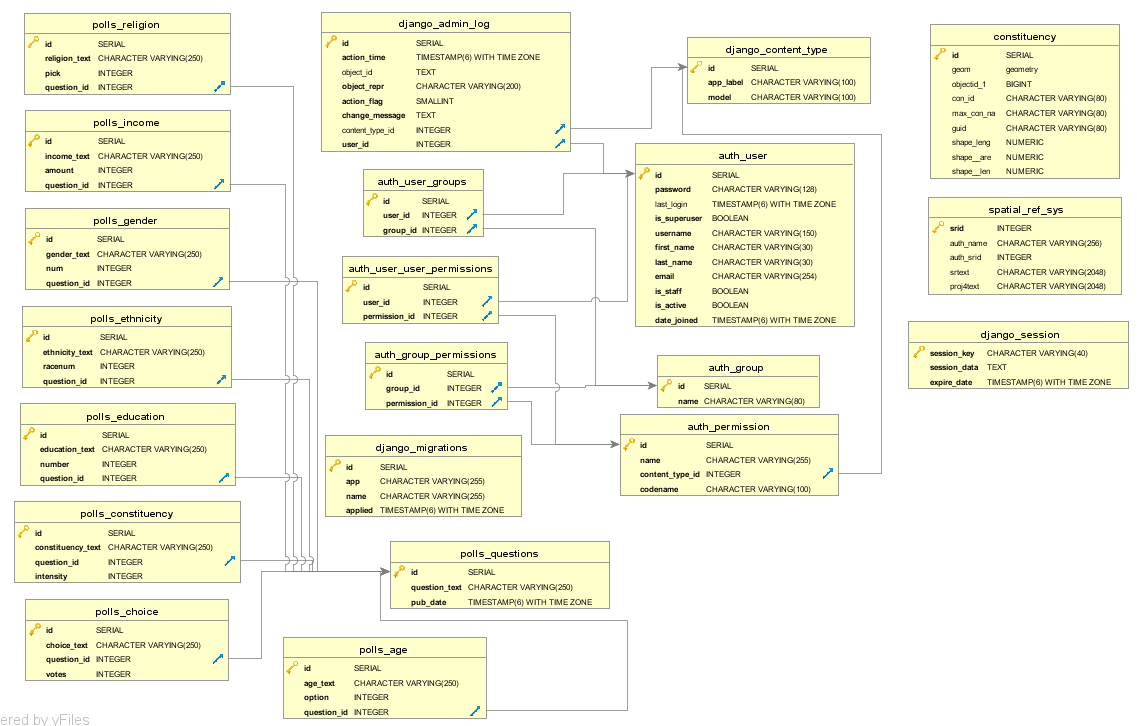 polls_religion
id SERIAL
religion_text CHARACTER VARYING(250)
pick INTEGER
question_id INTEGER
polls_income
id SERIAL
income_text CHARACTER VARYING(250)
amount INTEGER
question_id INTEGER
polls_gender
id SERIAL
gender_text CHARACTER VARYING(250)
num INTEGER
question_id INTEGER
polls_ethnicity
id SERIAL
ethnicity_text CHARACTER VARYING(250)
racenum INTEGER
question_id INTEGER
polls_education
id SERIAL
education_text CHARACTER VARYING(250)
number INTEGER
question_id INTEGER
polls_constituency
id SERIAL
constituency_text CHARACTER VARYING(250)
question_id INTEGER
intensity INTEGER
polls_choice
id SERIAL
choice_text CHARACTER VARYING(250)
question_id INTEGER
votes INTEGER
django_admin_log
id SERIAL
action_time TIMESTAMP(6) WITH TIME ZONE
object_id TEXT
object_repr CHARACTER VARYING(200)
action_flag SMALLINT
change_message TEXT
content_type_id INTEGER
user_id INTEGER
auth_user_groups
id SERIAL
user_id INTEGER
group_id INTEGER
auth_user_user_permissions
id SERIAL
user_id INTEGER
permission_id INTEGER
auth_group_permissions
id SERIAL
group_id INTEGER
permission_id INTEGER
django_migrations
id SERIAL
app CHARACTER VARYING(255)
name CHARACTER VARYING(255)
applied TIMESTAMP(6) WITH TIME ZONE
polls_questions
id SERIAL
question_text CHARACTER VARYING(250)
pub_date TIMESTAMP(6) WITH TIME ZONE
polls_age
id SERIAL
age_text CHARACTER VARYING(250)
option INTEGER
question_id INTEGER
django_content_type
id SERIAL
app_label CHARACTER VARYING(100)
model CHARACTER VARYING(100)
auth_user
id SERIAL
password CHARACTER VARYING(128)
last_login TIMESTAMP(6) WITH TIME ZONE
is_superuser BOOLEAN
username CHARACTER VARYING(150)
first_name CHARACTER VARYING(30)
last_name CHARACTER VARYING(30)
email CHARACTER VARYING(254)
is_staff BOOLEAN
is_active BOOLEAN
date_joined TIMESTAMP(6) WITH TIME ZONE
auth_group
id SERIAL
name CHARACTER VARYING(80)
auth_permission
id SERIAL
name CHARACTER VARYING(255)
content_type_id INTEGER
codename CHARACTER VARYING(100)
constituency
id SERIAL
geom geometry
objectid_1 BIGINT
con_id CHARACTER VARYING(80)
max_con_na CHARACTER VARYING(80)
guid CHARACTER VARYING(80)
shape_leng NUMERIC
shape__are NUMERIC
shape__len NUMERIC
spatial_ref_sys
srid INTEGER
auth_name CHARACTER VARYING(256)
auth_srid INTEGER
srtext CHARACTER VARYING(2048)
proj4text CHARACTER VARYING(2048)
django_session
session_key CHARACTER VARYING(40)
session_data TEXT
expire_date TIMESTAMP(6) WITH TIME ZONE
ered by yFiles